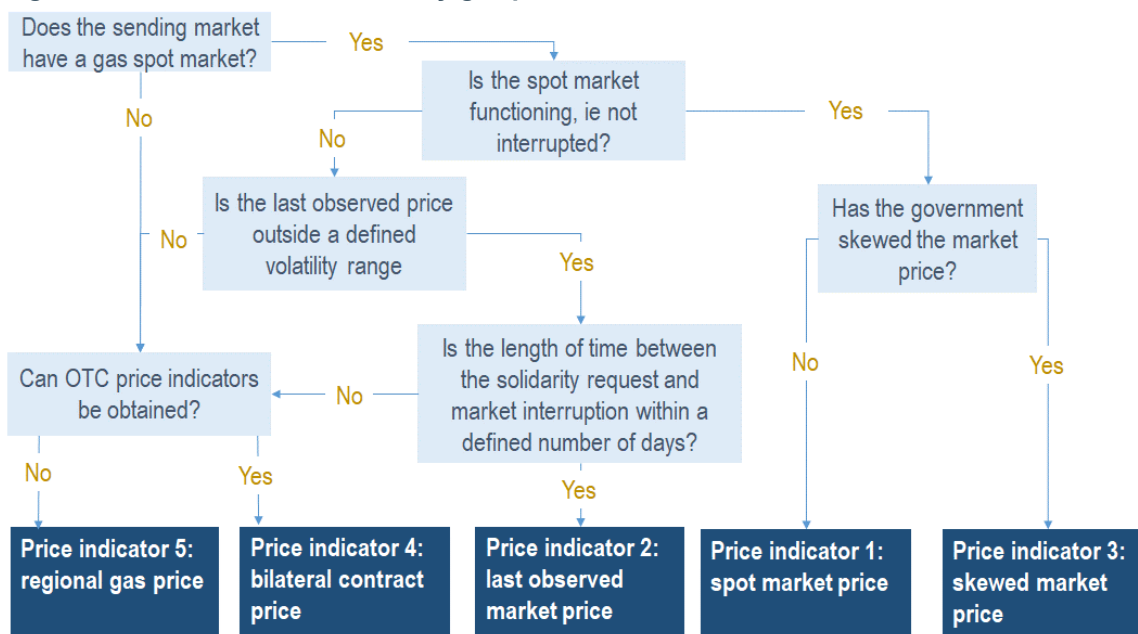 Does the sending market
have a gas spot market?
Yes
Is the spot market
functioning, ie not
interrupted?
No
No
Yes
Is the last observed price
outside a defined
volatility range
Has the government
skewed the market
price?
No
Yes
Is the length of time between
the solidarity request and
market interruption within a
defined number of days?
No
Yes
Can OTC price indicators
be obtained?
No
No
Yes
Yes
Price indicator 5:
regional gas price
Price indicator 4:
bilateral contract
price
Price indicator 2:
last observed
market price
Price indicator 1:
spot market price
Price indicator 3:
skewed market
price